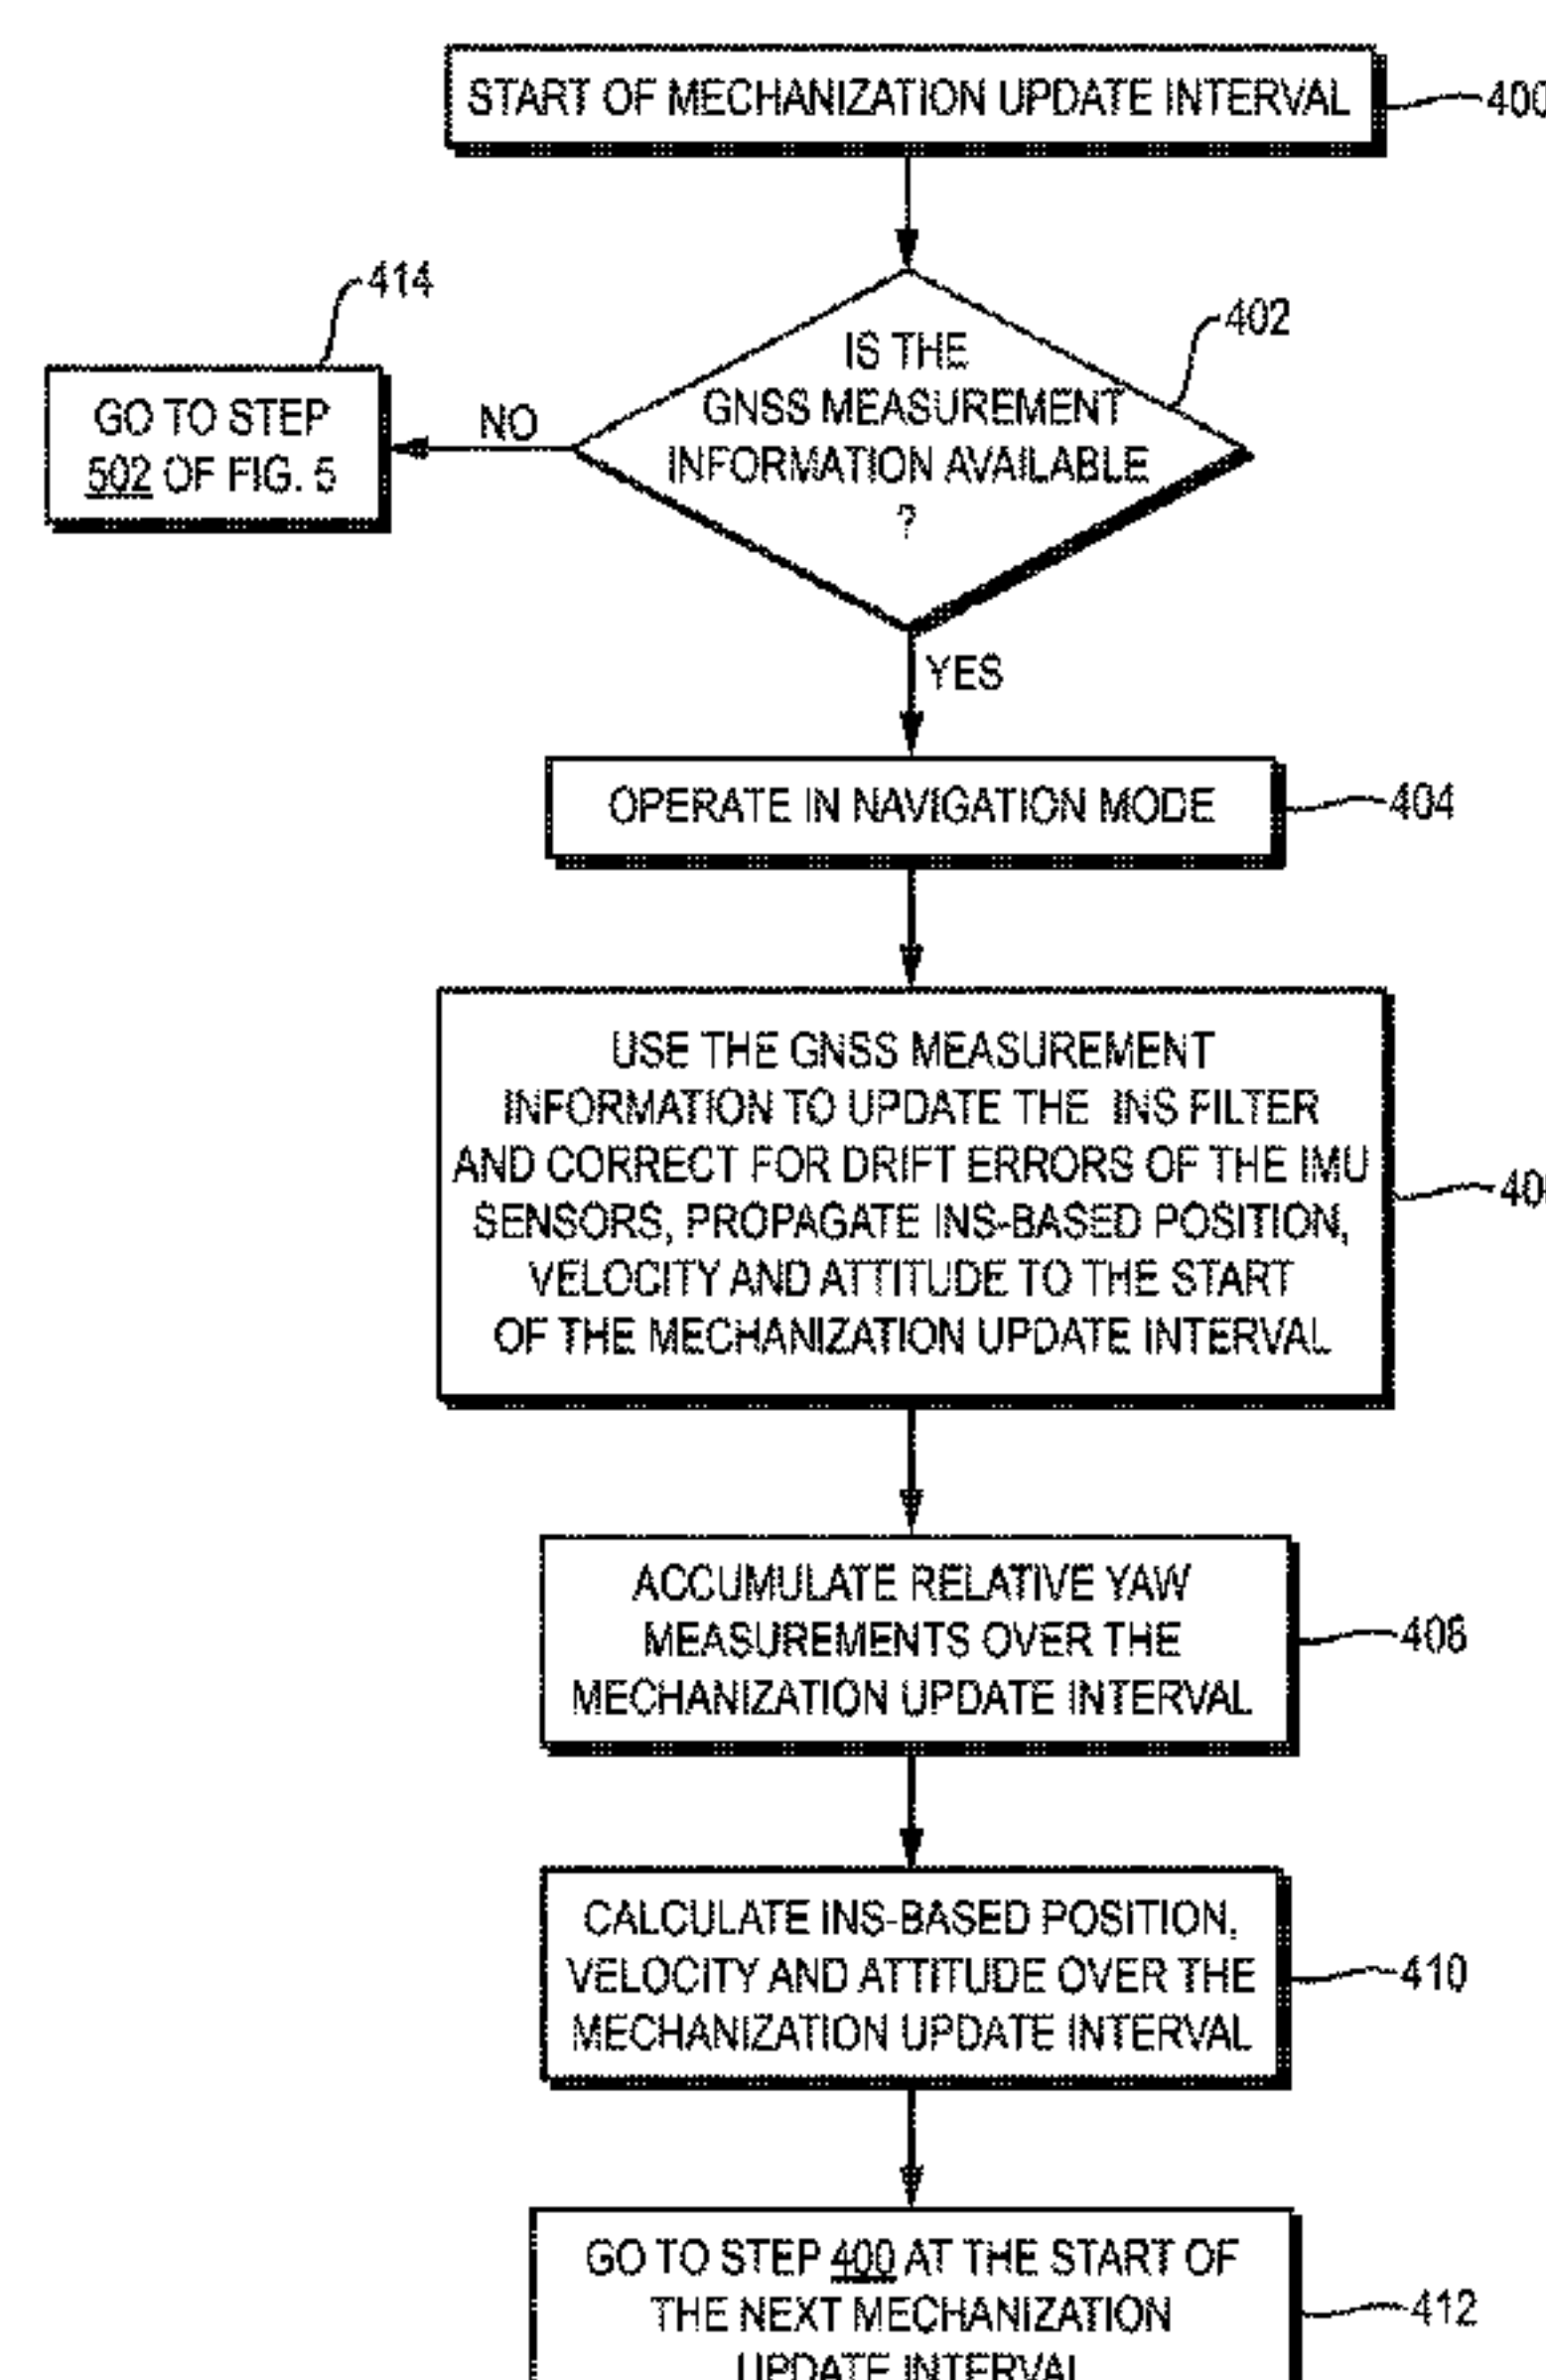 START OF MECHANIZATION UPDATE INTERVAL
400
414
402
IS THE
GNSS MEASUREMENT
INFORMATION AVAILABLE
?
NO
GO TO STEP
502 OF FIG. 5
YES
OPERATE IN NAVIGATION MODE
404
USE THE GNSS MEASUREMENT
INFORMATION TO UPDATE THE INS FILTER
AND CORRECT FOR DRIFT ERRORS OF THE IMU
SENSORS, PROPAGATE INS-BASED POSITION,
VELOCITY AND ATTITUDE TO THE START
OF THE MECHANIZATION UPDATE INTERVAL
ACCUMULATE RELATIVE YAW
MEASUREMENTS OVER THE
MECHANIZATION UPDATE INTERVAL
408
CALCULATE INS-BASED POSITION,
VELOCITY AND ATTITUDE OVER THE
MECHANIZATION UPDATE INTERVAL
410
GO TO STEP 400 AT THE START OF
THE NEXT MECHANIZATION
UPDATE INTERVAL
412